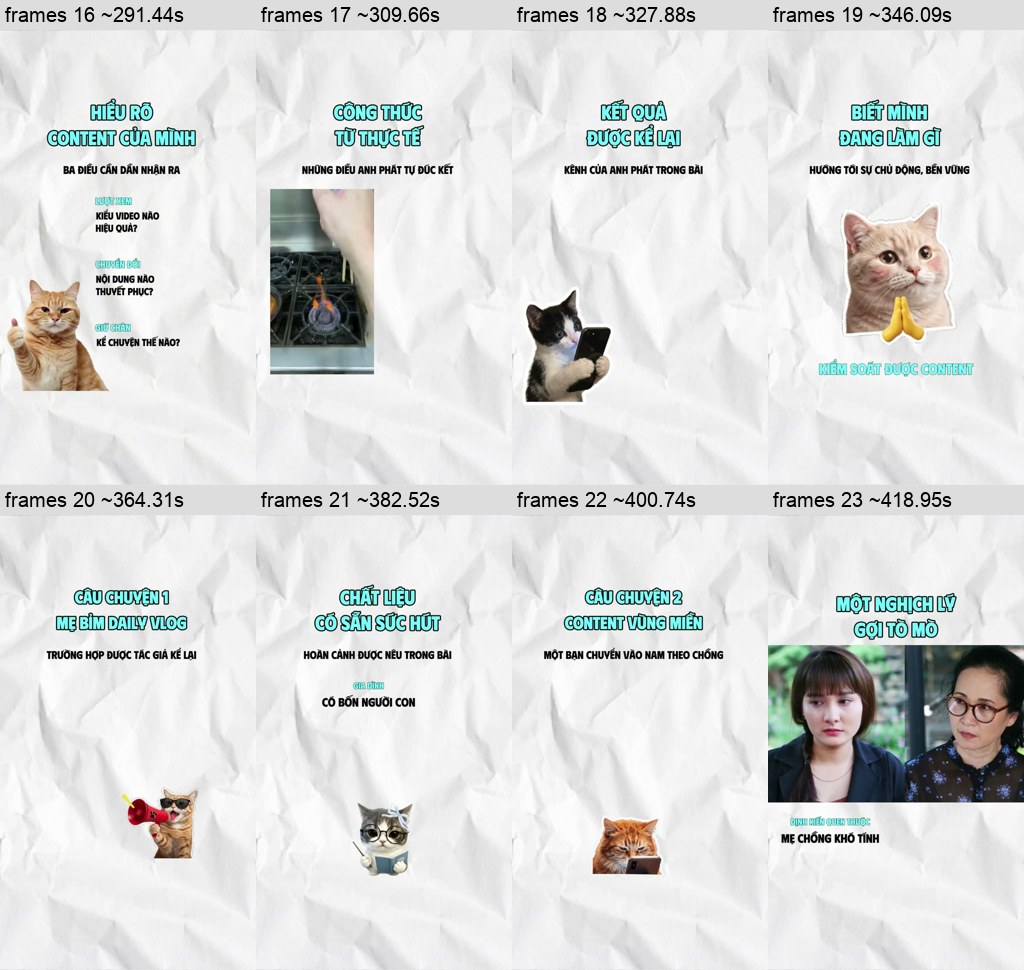 frames 16 ~291.44s
HIỂU RÕ
CONTENT CỦA MÌNH
BA ĐIỀU CẦN DẦN NHẬN RA
LƯỢT XEM
KIỂU VIDEO NÀO
HIỆU QUẢ?
CHUYỂN ĐỔI
NỘI DUNG NÀO
THUYẾT PHỤC?
GIỮ CHÂN
KỂ CHUYỆN THẾ NÀO?
frames 17 ~309.66s
CÔNG THỨC
TỪ THỰC TẾ
NHỮNG ĐIỀU ANH PHÁT TỰ ĐÚC KẾT
frames 18 ~327.88s
KẾT QUẢ
ĐƯỢC KỂ LẠI
KÊNH CỦA ANH PHÁT TRONG BÀI
frames 19 ~346.09s
BIẾT MÌNH
ĐANG LÀM GÌ
HƯỚNG TỚI SỰ CHỦ ĐỘNG, BỀN VỮNG
KIỂM SOÁT ĐƯỢC CONTENT
frames 20 ~364.31s
CÂU CHUYỆN 1
MẸ BỈM DAILY VLOG
TRƯỜNG HỢP ĐƯỢC TÁC GIẢ KỂ LẠI
frames 21 ~382.52s
CHẤT LIỆU
CÓ SẴN SỨC HÚT
HOÀN CẢNH ĐƯỢC NÊU TRONG BÀI
GIA ĐÌNH
CÓ BỐN NGƯỜI CON
frames 22 ~400.74s
CÂU CHUYỆN 2
CONTENT VÙNG MIỀN
MỘT BẠN CHUYỂN VÀO NAM THEO CHỒNG
frames 23 ~418.95s
MỘT NGHỊCH LÝ
GỢI TÒ MÒ
ĐỊNH KIẾN QUEN THUỘC
MẸ CHỒNG KHÓ TÍNH